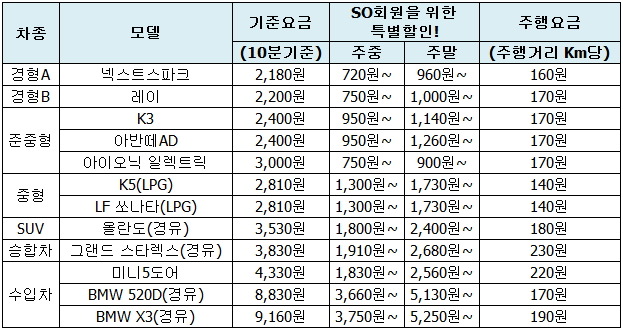 차종 모델 기준요금 (10분기준) SO회원을 위한 특별할인! 주행요금 (주행거리 Km당)
주중 주말
경형A 넥스트스파크 2,180원 720원~ 960원~ 160원
경형B 레이 2,200원 750원~ 1,000원~ 170원
준중형 K3 2,400원 950원~ 1,140원~ 170원
아반떼AD 2,400원 950원~ 1,260원~ 170원
아이오닉 일렉트릭 3,000원 750원~ 900원~ 170원
중형 K5(LPG) 2,810원 1,300원~ 1,730원~ 140원
LF 쏘나타(LPG) 2,810원 1,300원~ 1,730원~ 140원
SUV 올란도(경유) 3,530원 1,800원~ 2,400원~ 180원
승합차 그랜드 스타렉스(경유) 3,830원 1,910원~ 2,680원~ 230원
수입차 미니5도어 4,330원 1,830원~ 2,560원~ 220원
BMW 520D(경유) 8,830원 3,660원~ 5,130원~ 170원
BMW X3(경유) 9,160원 3,750원~ 5,250원~ 190원